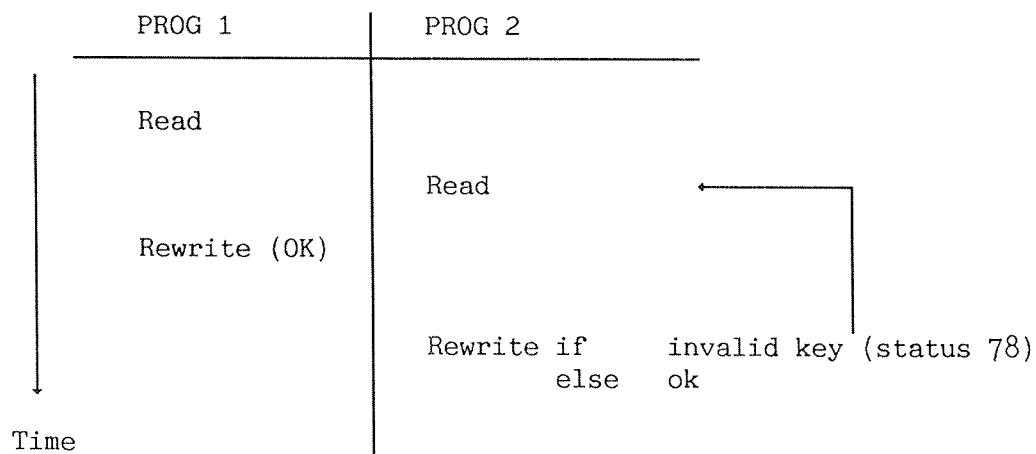 PROG 1 PROG 2
Read
Read
Rewrite (OK)
Rewrite if invalid key (status 78)
else ok
Time